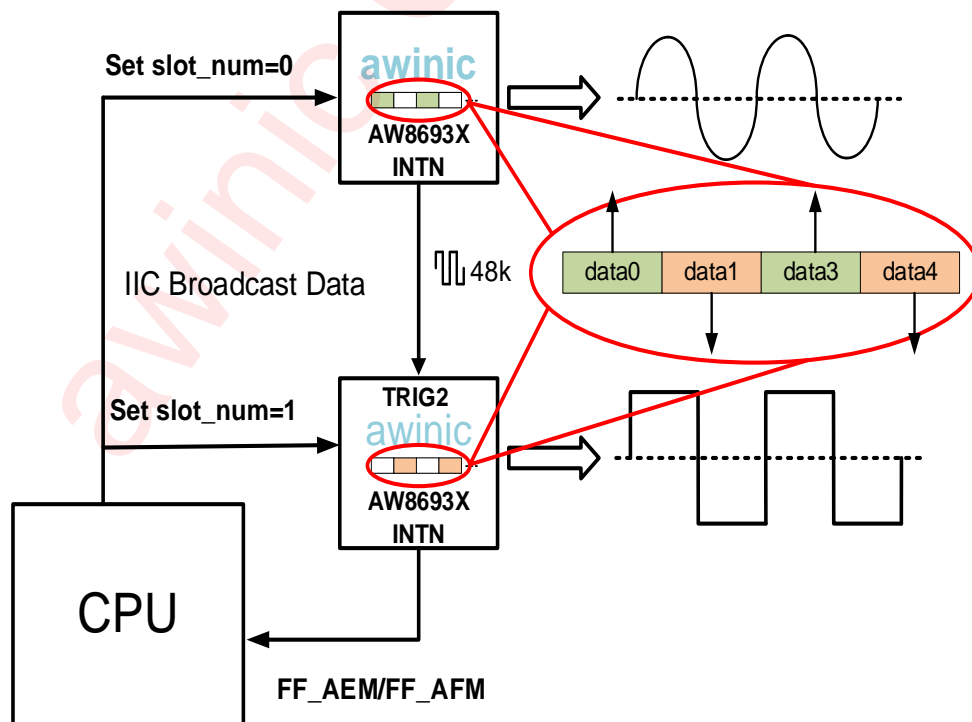 Set slot_num=0
awinic
AW8693X
INTN
IIC Broadcast Data
48k
data0 data1 data3 data4
TRIG2
Set slot_num=1
awinic
AW8693X
INTN
CPU
FF_AEM/FF_AFM
awinic